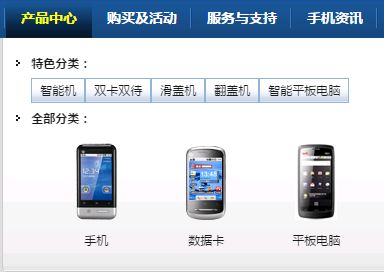 产品中心 购买及活动 服务与支持 手机资讯
特色分类：
智能机 双卡双待 滑盖机 翻盖机 智能平板电脑
全部分类：
手机 数据卡 平板电脑